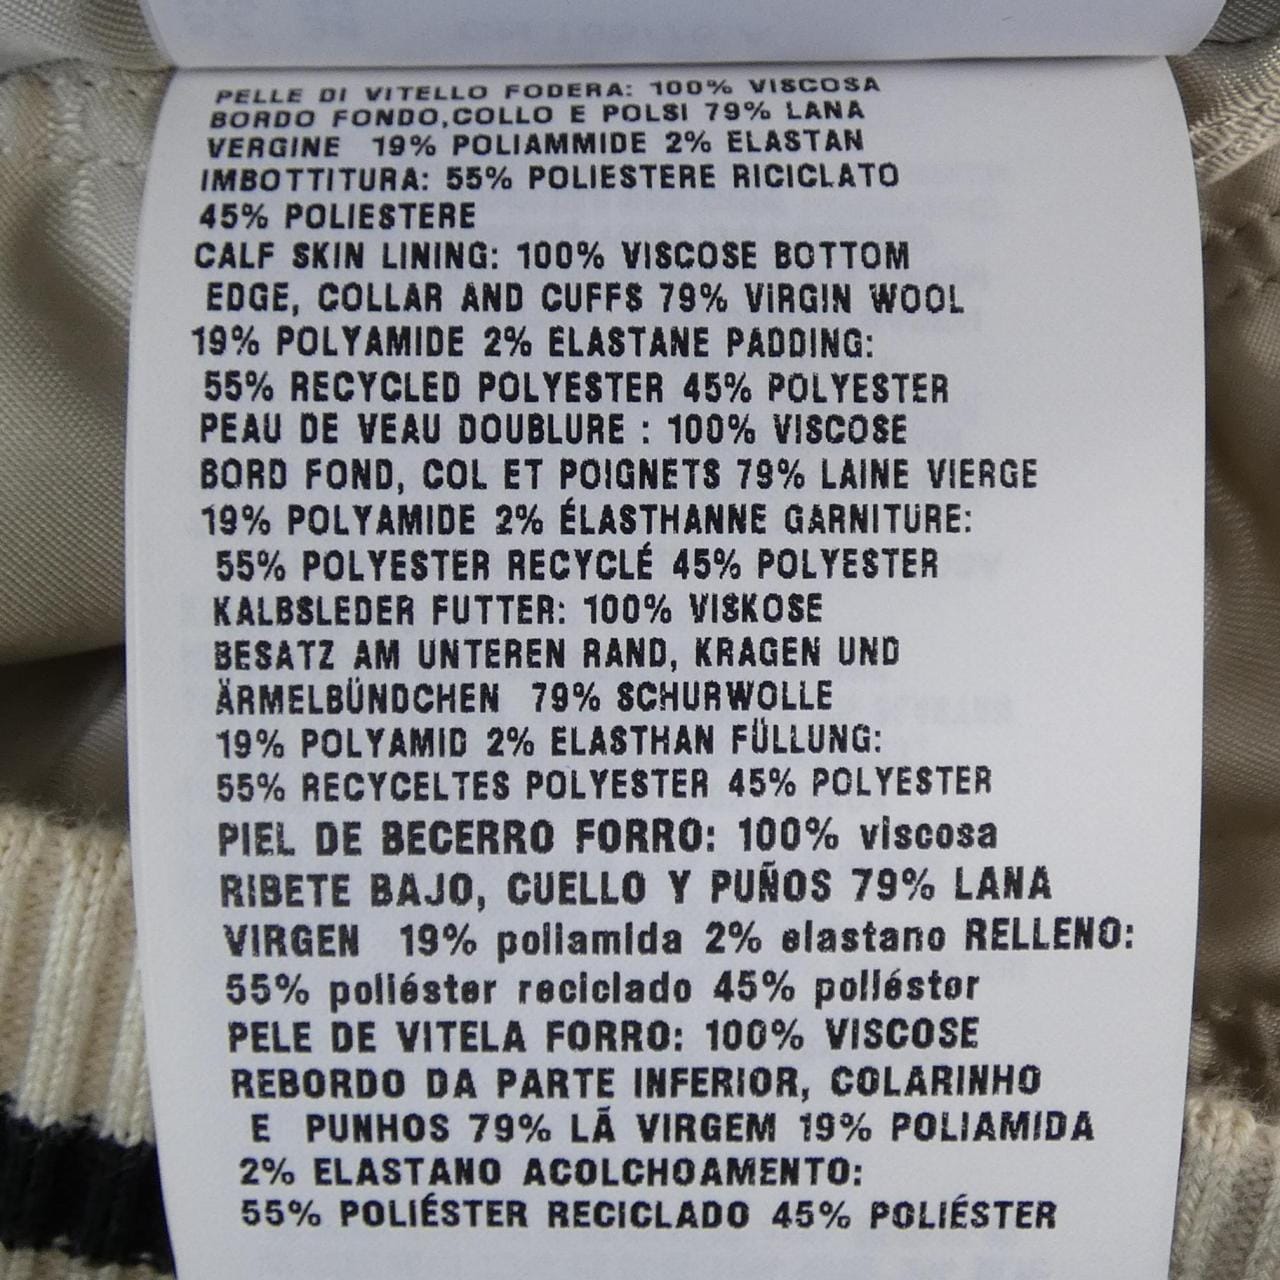 PELLE DI VITELLO FODERA: 100% VISCOSA
BORDO FONDO,COLLO E POLSI 79% LANA
VERGINE 19% POLIAMMIDE 2% ELASTAN
IMBOTTITURA: 55% POLIESTERE RICICLATO
45% POLIESTERE
CALF SKIN LINING: 100% VISCOSE BOTTOM
EDGE, COLLAR AND CUFFS 79% VIRGIN WOOL
19% POLYAMIDE 2% ELASTANE PADDING:
55% RECYCLED POLYESTER 45% POLYESTER
PEAU DE VEAU DOUBLURE : 100% VISCOSE
BORD FOND, COL ET POIGNETS 79% LAINE VIERGE
19% POLYAMIDE 2% ÉLASTHANNE GARNITURE:
55% POLYESTER RECYCLÉ 45% POLYESTER
KALBSLEDER FUTTER: 100% VISKOSE
BESATZ AM UNTEREN RAND, KRAGEN UND
ÄRMELBÜNDCHEN 79% SCHURWOLLE
19% POLYAMID 2% ELASTHAN FÜLLUNG:
55% RECYCELTES POLYESTER 45% POLYESTER
PIEL DE BECERRO FORRO: 100% viscosa
RIBETE BAJO, CUELLO Y PUÑOS 79% LANA
VIRGEN 19% poliamida 2% elastano RELLENO:
55% poliéster reciclado 45% poliéster
PELE DE VITELA FORRO: 100% VISCOSE
REBORDO DA PARTE INFERIOR, COLARINHO
E PUNHOS 79% LÃ VIRGEM 19% POLIAMIDA
2% ELASTANO ACOLCHOAMENTO:
55% POLIÉSTER RECICLADO 45% POLIÉSTER